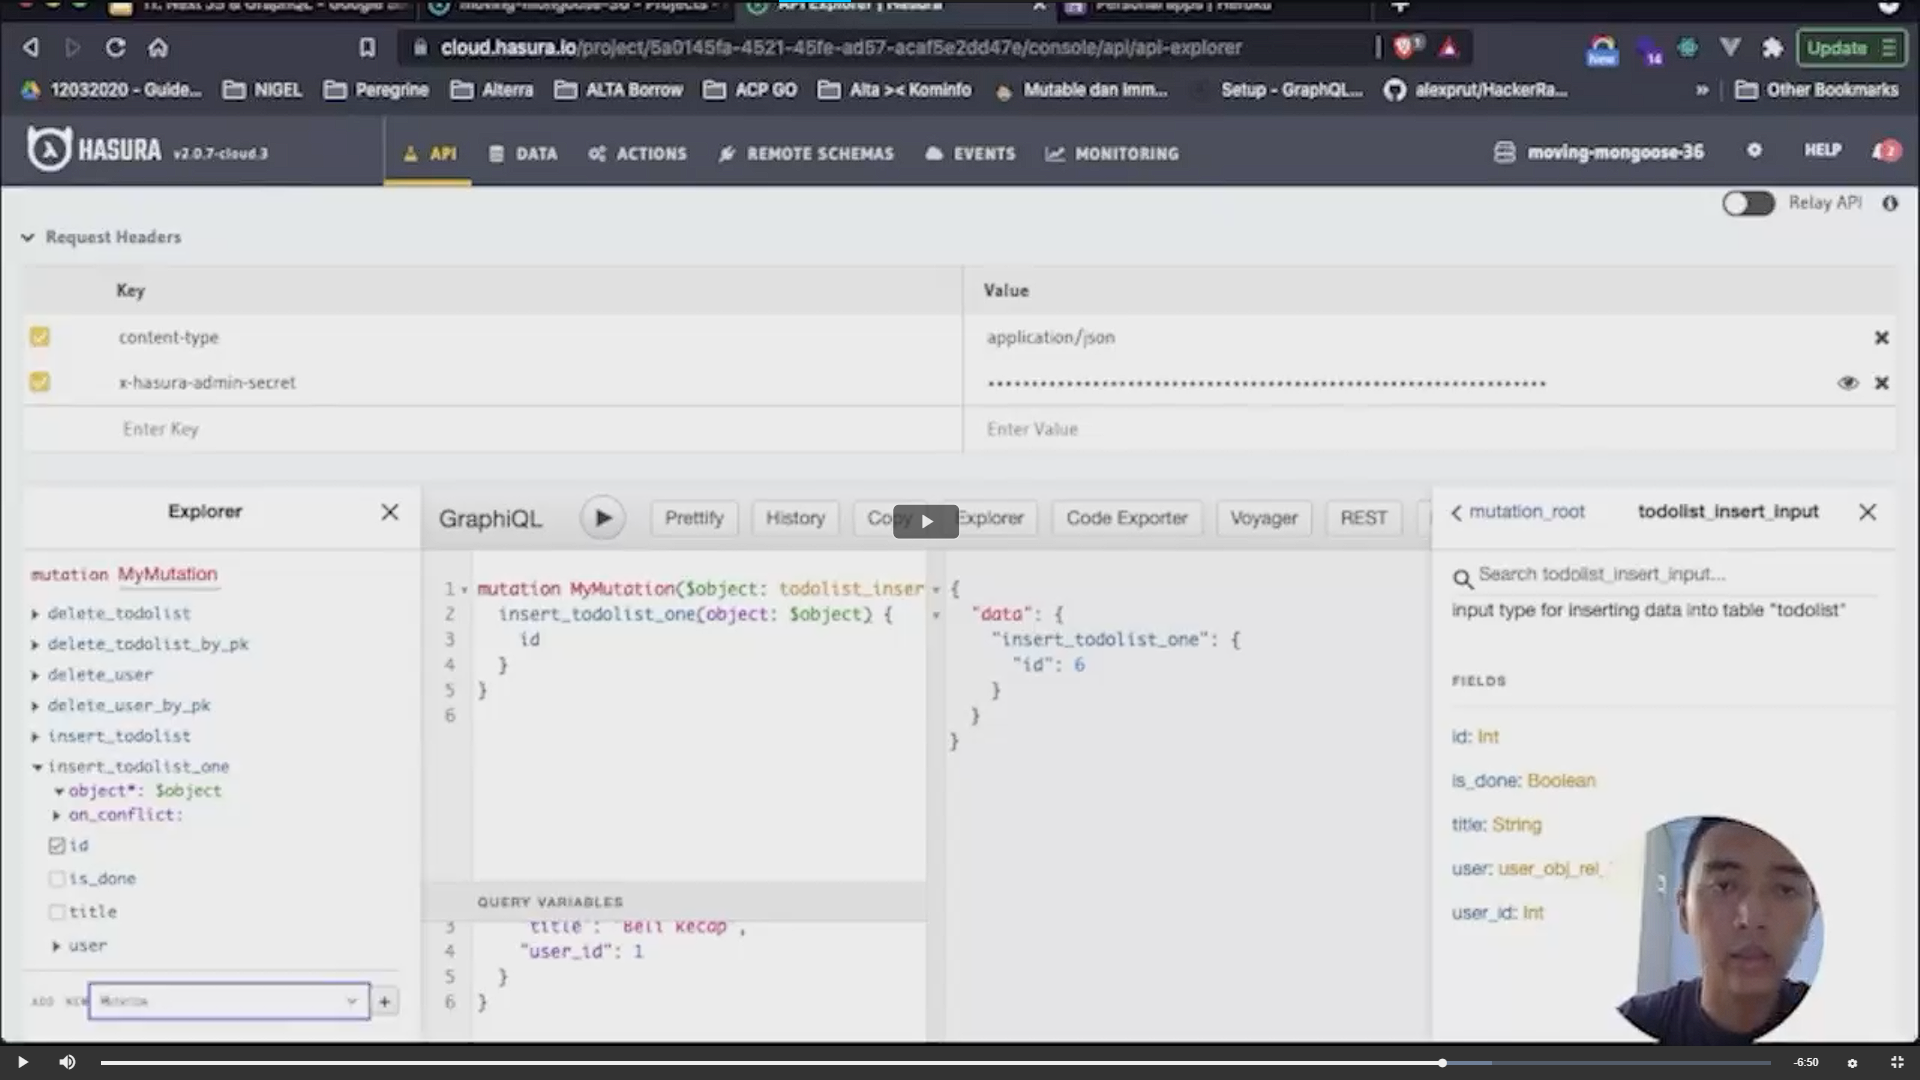 11. Next JS & GraphQL - Google S...
moving-mongoose-36 - Projects
API Explorer | Hasura
Personal apps | Heroku
cloud.hasura.io/project/5a0145fa-4521-45fe-ad57-acaf5e2dd47e/console/api/api-explorer
New
14
Update
12032020 - Guide...
NIGEL
Peregrine
Alterra
ALTA Borrow
ACP GO
Alta >< Kominfo
Mutable dan Imm...
Setup - GraphQL...
alexprut/HackerRa...
»
Other Bookmarks
HASURA v2.0.7-cloud.3
API
DATA
ACTIONS
REMOTE SCHEMAS
EVENTS
MONITORING
moving-mongoose-36
HELP
2
Relay API
Request Headers
Key Value
content-type application/json
x-hasura-admin-secret
Enter Key Enter Value
Explorer
GraphiQL
Prettify
History
Copy
Explorer
Code Exporter
Voyager
REST
mutation MyMutation
delete_todolist
delete_todolist_by_pk
delete_user
delete_user_by_pk
insert_todolist
insert_todolist_one
object*: $object
on_conflict:
id
is_done
title
user
ADD NEW Mutation +
1 mutation MyMutation($object: todolist_inser
2 insert_todolist_one(object: $object) {
3 id
4 }
5 }
6
QUERY VARIABLES
3 "title": "Beli kecap",
4 "user_id": 1
5 }
6 }
{
"data": {
"insert_todolist_one": {
"id": 6
}
}
}
mutation_root
todolist_insert_input
Search todolist_insert_input...
input type for inserting data into table "todolist"
FIELDS
id: Int
is_done: Boolean
title: String
user: user_obj_rel_
user_id: Int
-6:50